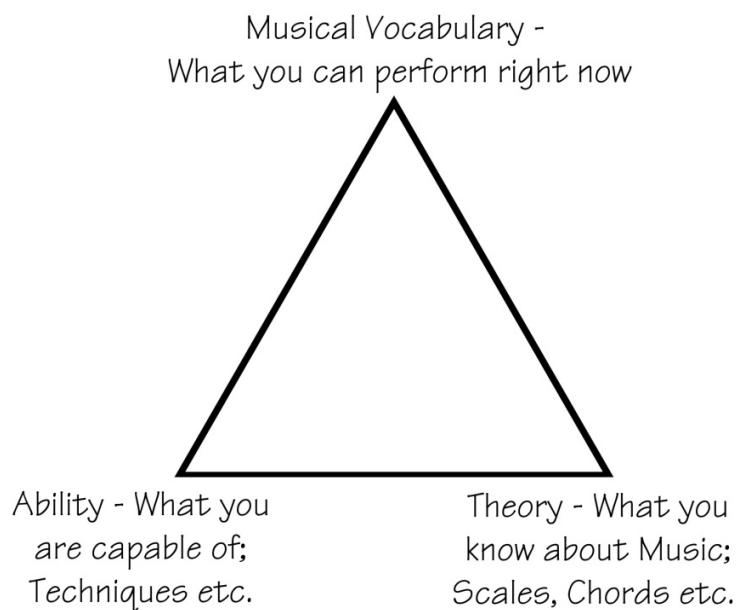 Musical Vocabulary -
What you can perform right now
Ability - What you
are capable of;
Techniques etc.
Theory - What you
know about Music;
Scales, Chords etc.